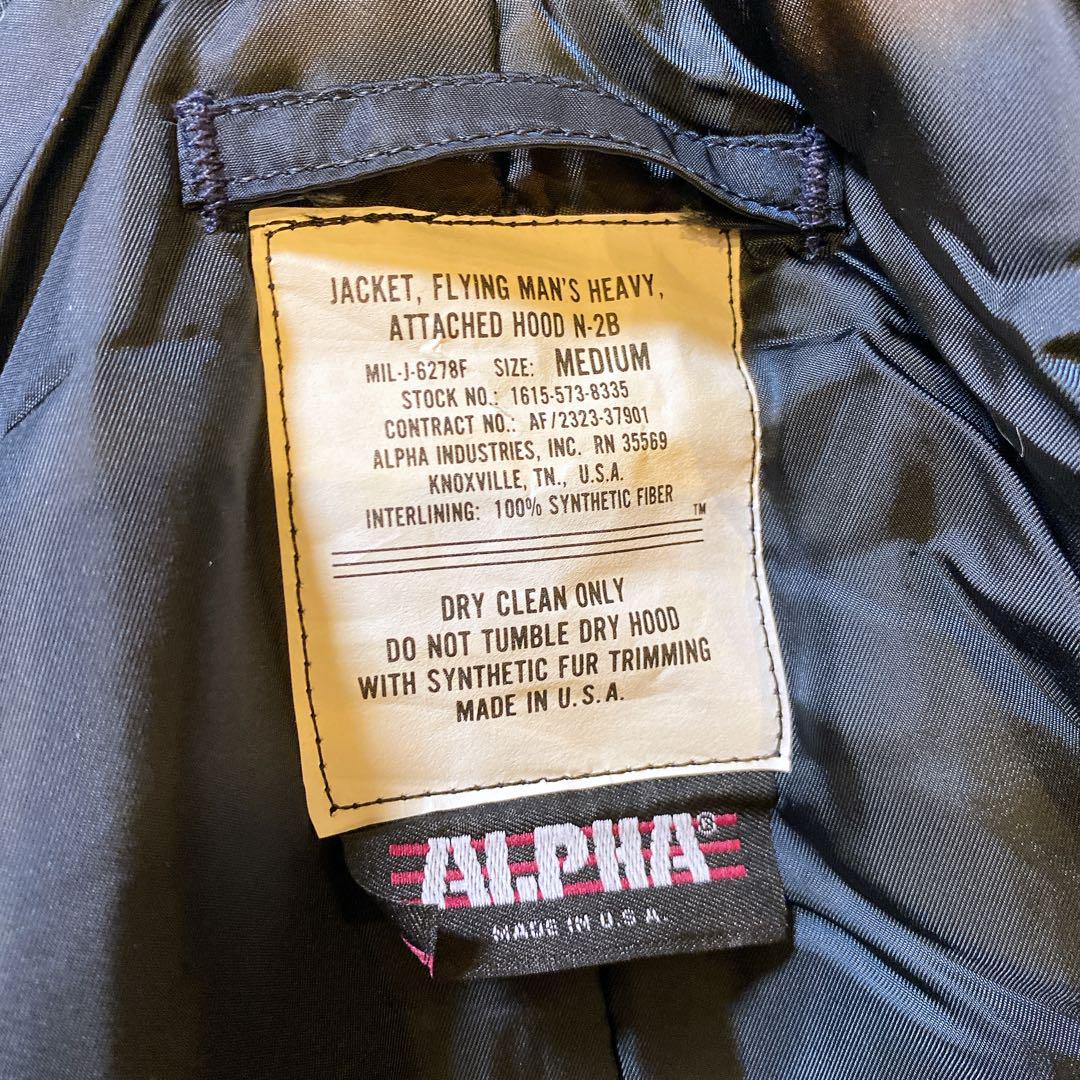 JACKET, FLYING MAN'S HEAVY,
ATTACHED HOOD N-2B
MIL-J-6278F SIZE: MEDIUM
STOCK NO.: 1615-573-8335
CONTRACT NO.: AF/2323-37901
ALPHA INDUSTRIES, INC. RN 35569
KNOXVILLE, TN., U.S.A.
INTERLINING: 100% SYNTHETIC FIBER
TM
DRY CLEAN ONLY
DO NOT TUMBLE DRY HOOD
WITH SYNTHETIC FUR TRIMMING
MADE IN U.S.A.
ALPHA®
MADE IN U.S.A.